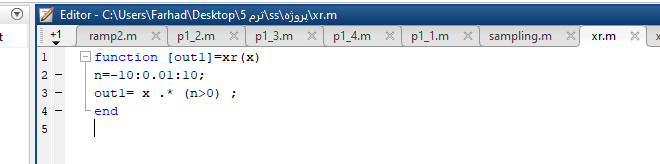 Editor - C:\Users\Farhad\Desktop\ترم 5\ss\پروژه\xr.m
+1 ramp2.m p1_2.m p1_3.m p1_4.m p1_1.m sampling.m xr.m x
1 function [out1]=xr(x)
2 n=-10:0.01:10;
3 out1= x .* (n>0) ;
4 end
5